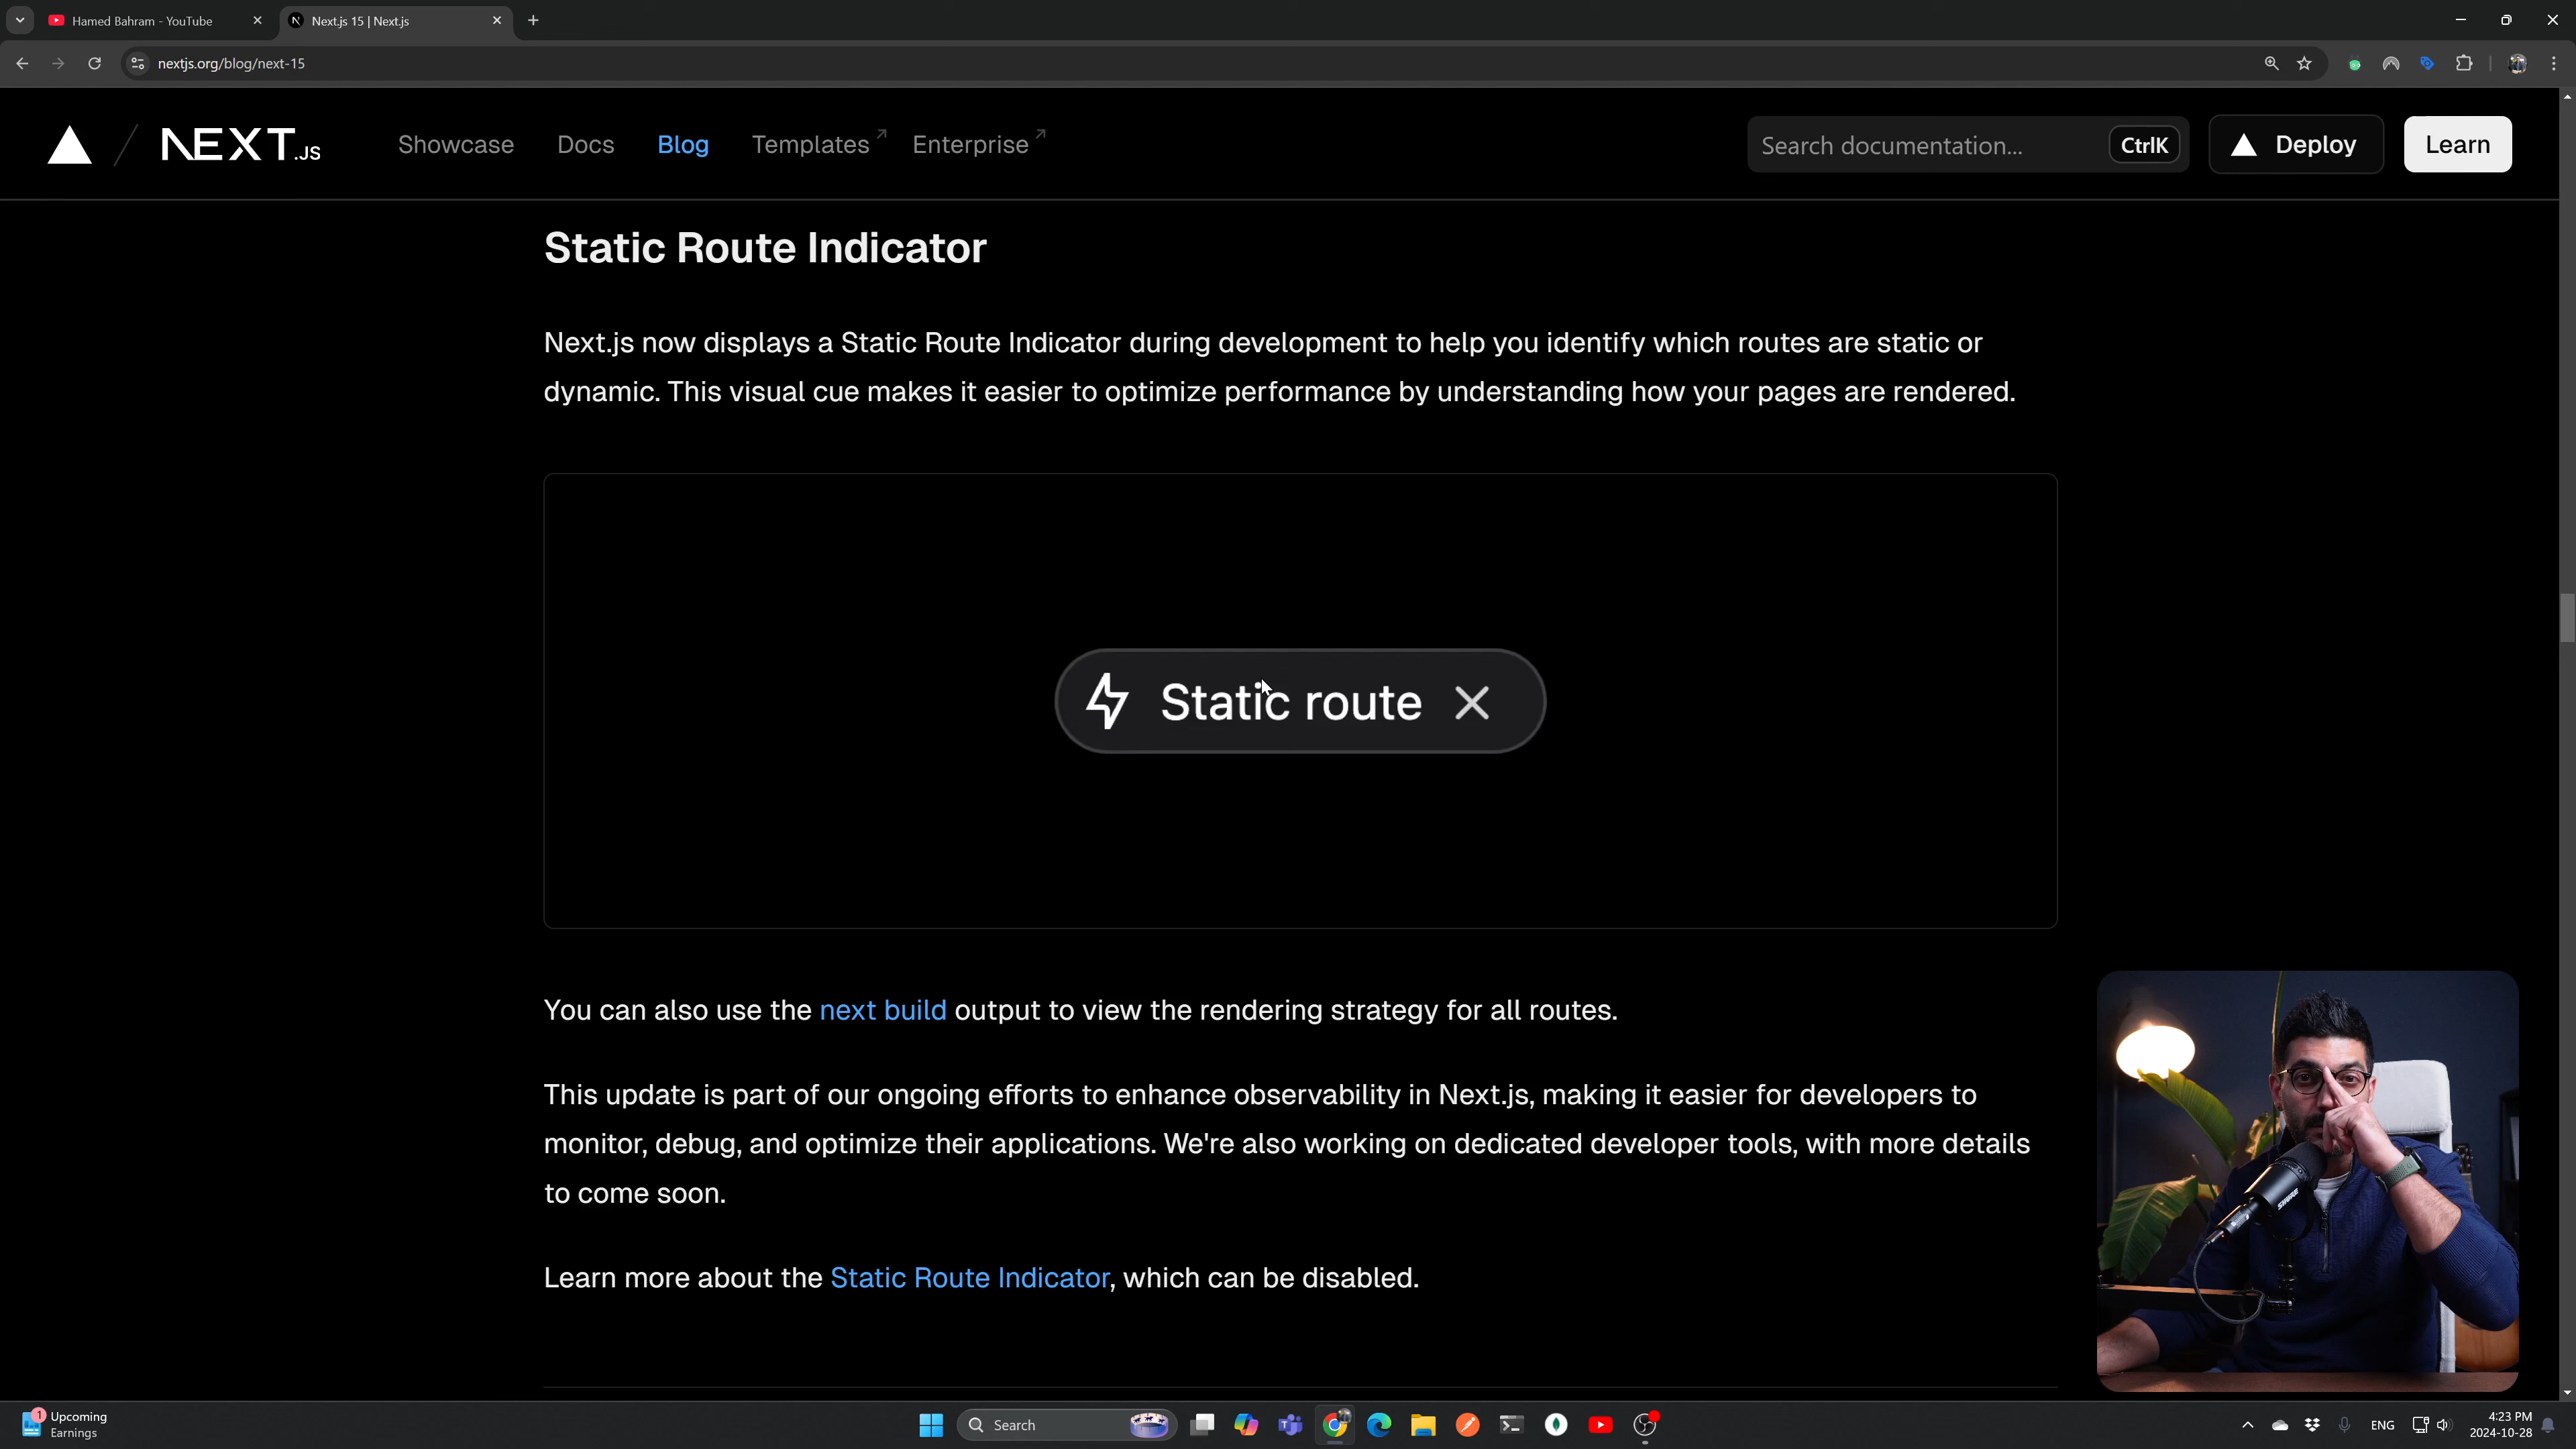 Hamed Bahram - YouTube
Next.js 15 | Next.js
nextjs.org/blog/next-15
NEXT.JS
Showcase
Docs
Blog
Templates
Enterprise
Search documentation...
CtrlK
Deploy
Learn
Static Route Indicator
Next.js now displays a Static Route Indicator during development to help you identify which routes are static or
dynamic. This visual cue makes it easier to optimize performance by understanding how your pages are rendered.
Static route
You can also use the next build output to view the rendering strategy for all routes.
This update is part of our ongoing efforts to enhance observability in Next.js, making it easier for developers to
monitor, debug, and optimize their applications. We're also working on dedicated developer tools, with more details
to come soon.
Learn more about the Static Route Indicator, which can be disabled.
SHURE
1
Upcoming
Earnings
Search
ENG
4:23 PM
2024-10-28